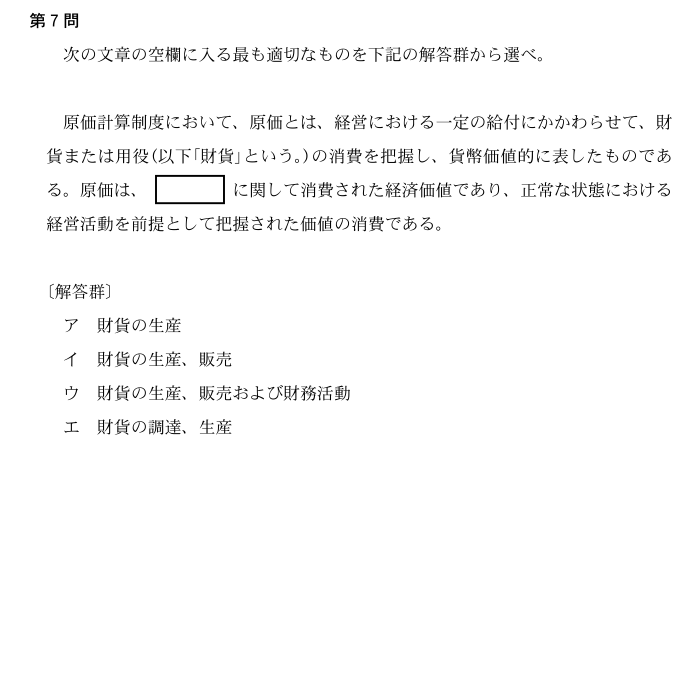 第7問
次の文章の空欄に入る最も適切なものを下記の解答群から選べ。
原価計算制度において、原価とは、経営における一定の給付にかかわらせて、財
貨または用役(以下「財貨」という。)の消費を把握し、貨幣価値的に表したものであ
る。原価は、 に関して消費された経済価値であり、正常な状態における
経営活動を前提として把握された価値の消費である。
〔解答群〕
ア 財貨の生産
イ 財貨の生産、販売
ウ 財貨の生産、販売および財務活動
エ 財貨の調達、生産